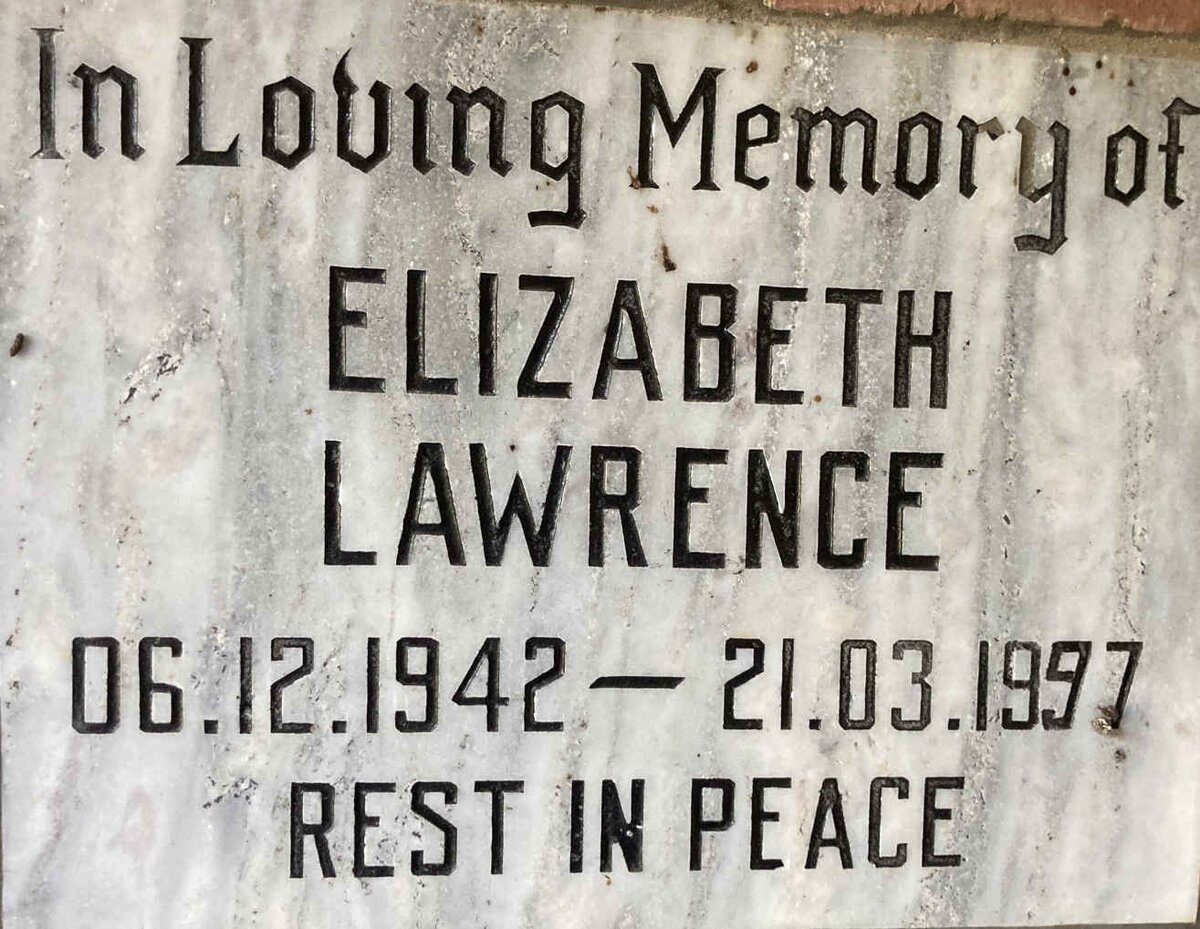 In Loving Memory of
ELIZABETH
LAWRENCE
06.12.1942 — 21.03.1997
REST IN PEACE